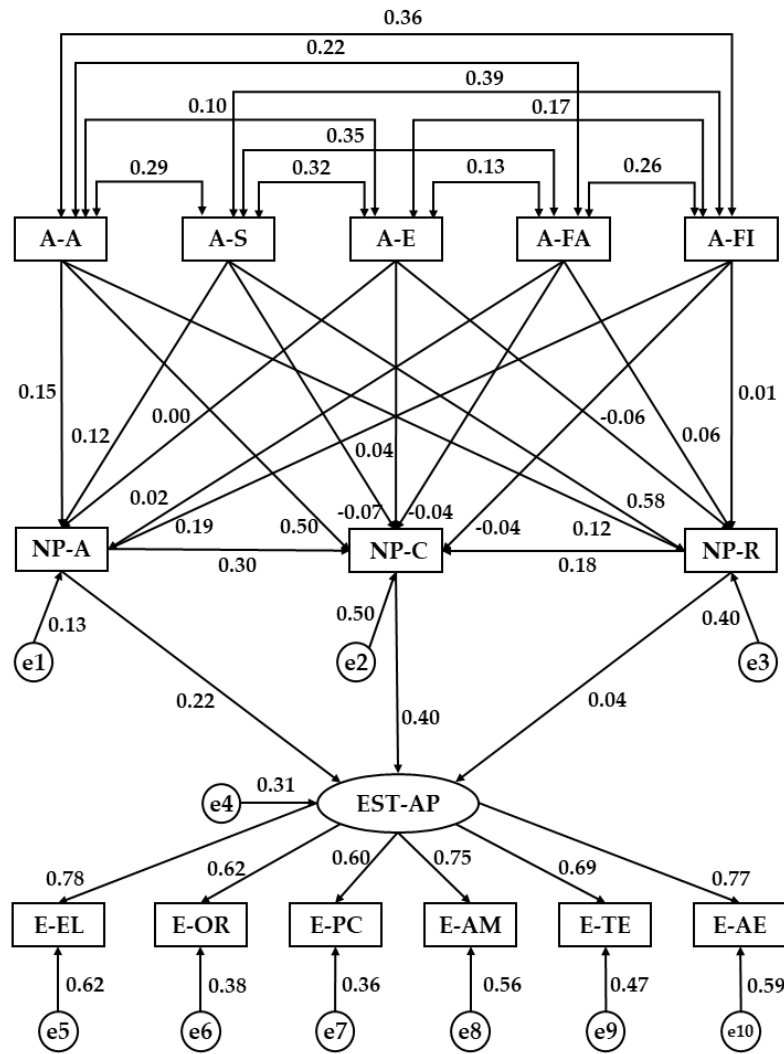 0.36
0.22
0.39
0.10
0.17
0.35
0.29
0.32
0.13
0.26
A-A
A-S
A-E
A-FA
A-FI
0.15
0.12
0.00
0.04
-0.06
0.06
0.01
0.02
0.19
0.50
-0.07
-0.04
-0.04
0.12
0.58
NP-A
NP-C
NP-R
0.30
0.18
0.13
0.50
0.40
e1
e2
e3
0.22
0.40
0.04
e4
0.31
EST-AP
0.78
0.62
0.60
0.75
0.69
0.77
E-EL
E-OR
E-PC
E-AM
E-TE
E-AE
0.62
0.38
0.36
0.56
0.47
0.59
e5
e6
e7
e8
e9
e10